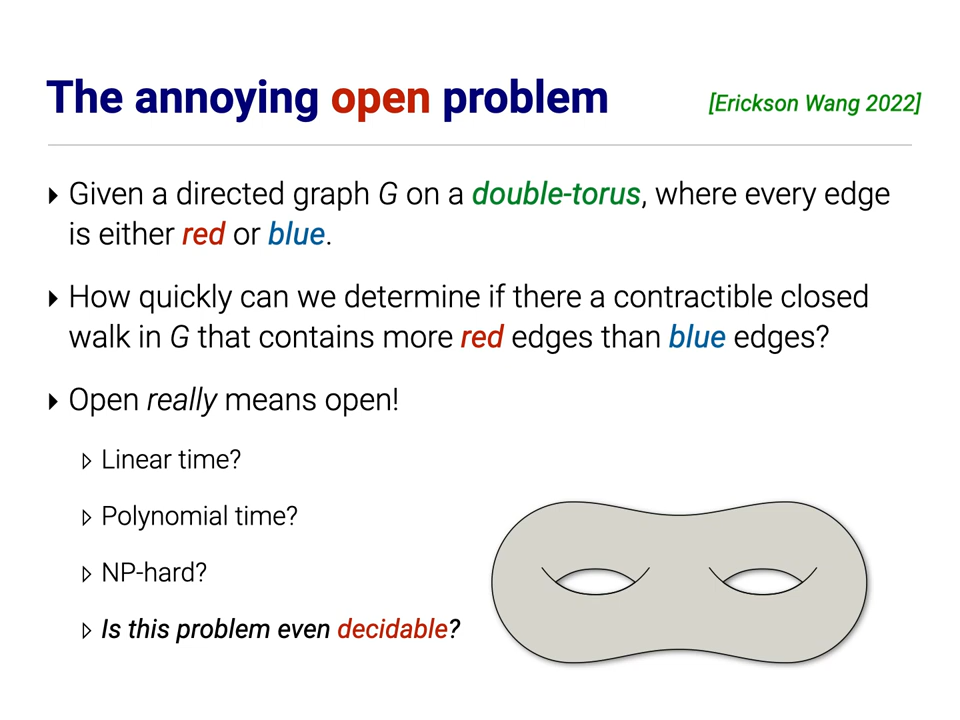 The annoying open problem
[Erickson Wang 2022]
Given a directed graph G on a double-torus, where every edge
is either red or blue.
How quickly can we determine if there a contractible closed
walk in G that contains more red edges than blue edges?
Open really means open!
Linear time?
Polynomial time?
NP-hard?
Is this problem even decidable?